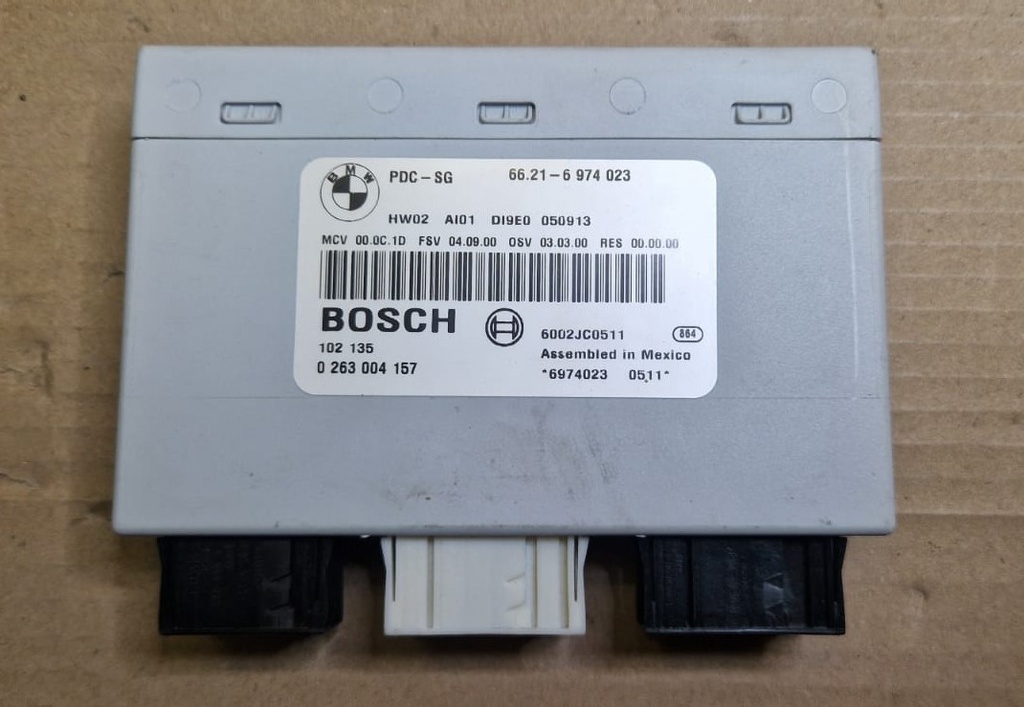 BMW PDC-SG 66.21-6 974 023
HW02 AI01 DI9E0 050913
MCV 00.0C.1D FSV 04.09.00 OSV 03.03.00 RES 00.00.00
BOSCH 6002JC0511 864
102 135 Assembled in Mexico
0 263 004 157 *6974023 0511*